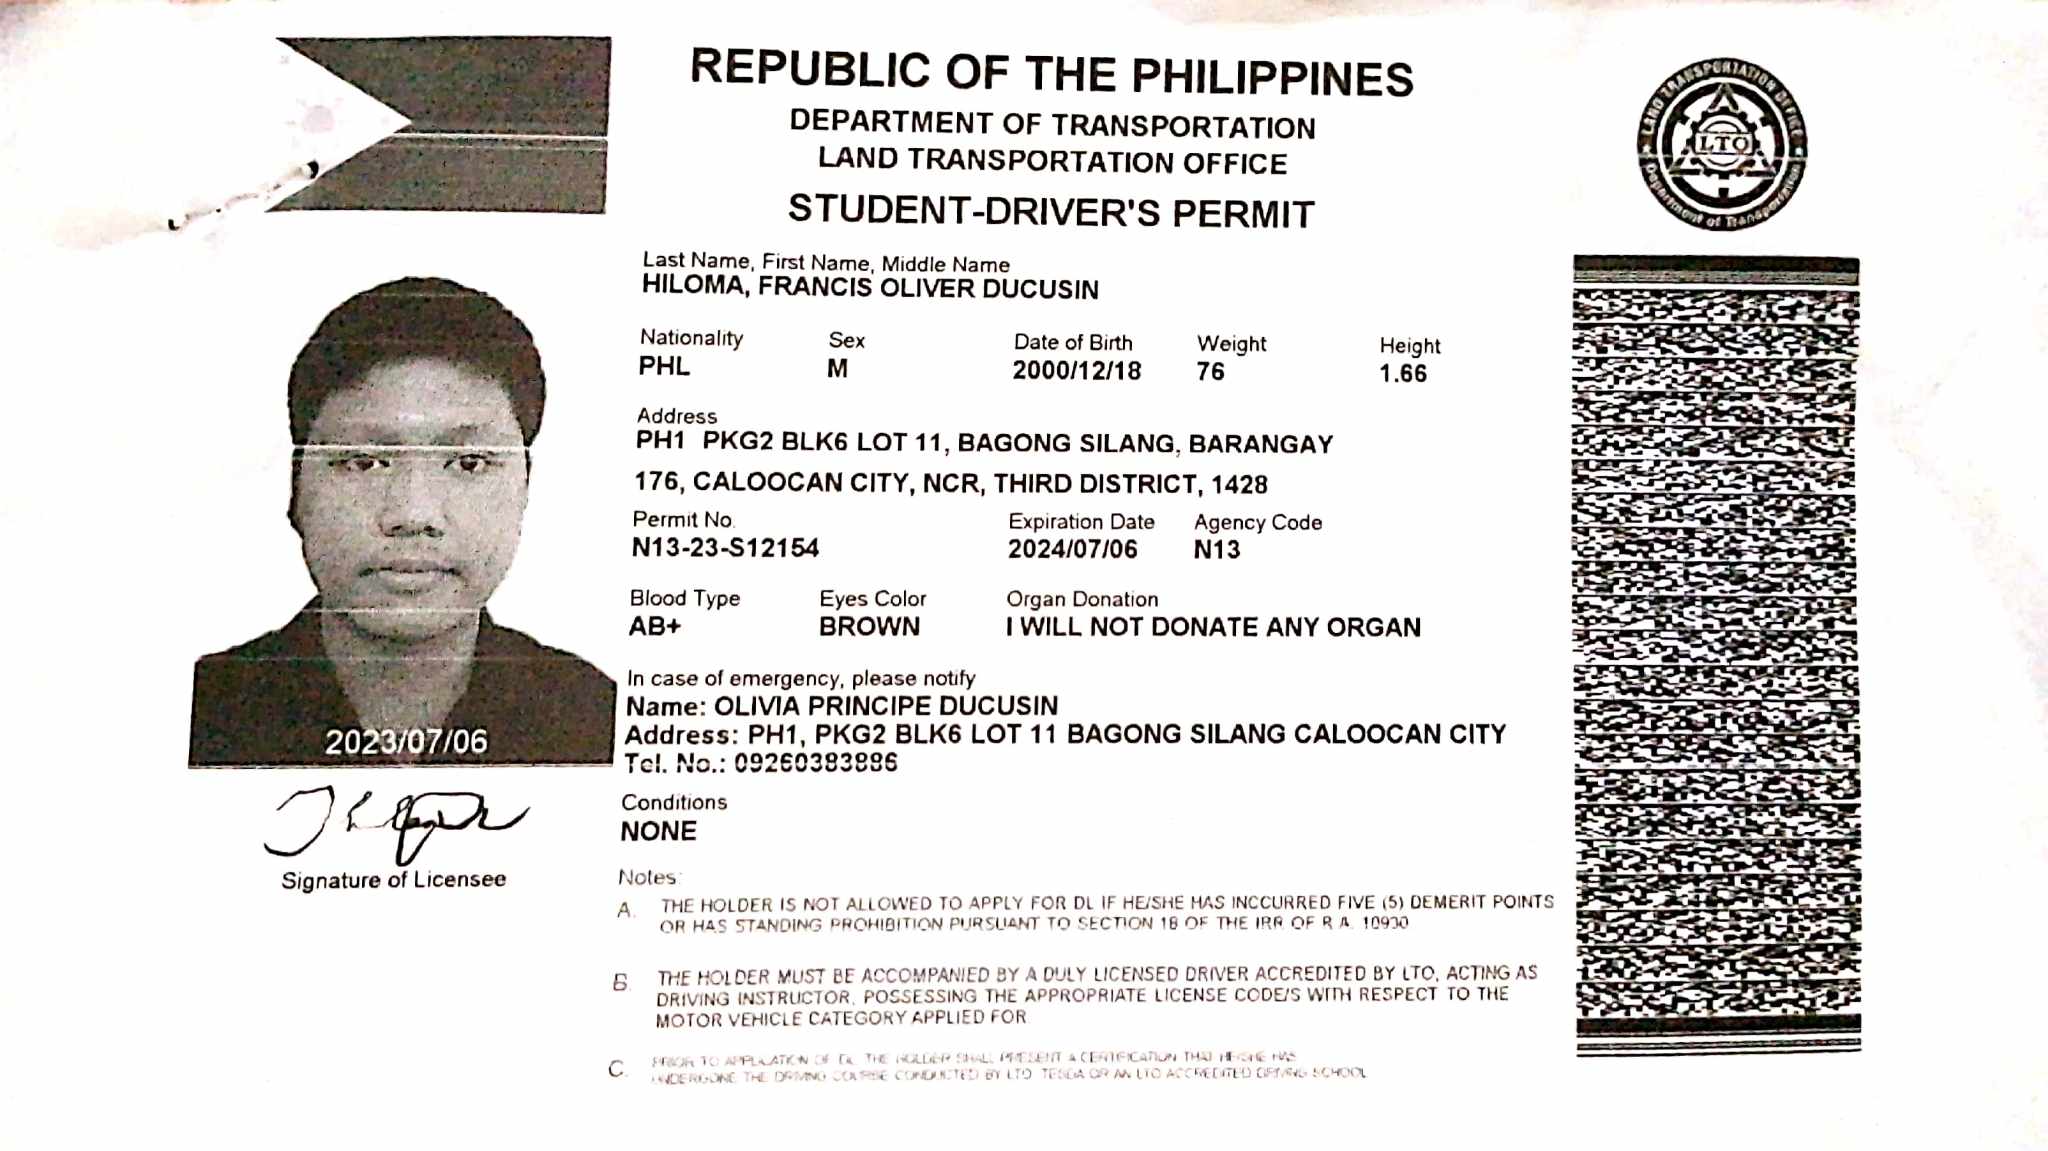 REPUBLIC OF THE PHILIPPINES
DEPARTMENT OF TRANSPORTATION
LAND TRANSPORTATION OFFICE
STUDENT-DRIVER'S PERMIT
LAND TRANSPORTATION OFFICE
LTO
Department of Transportation
Last Name, First Name, Middle Name
HILOMA, FRANCIS OLIVER DUCUSIN
Nationality Sex Date of Birth Weight Height
PHL M 2000/12/18 76 1.66
Address
PH1 PKG2 BLK6 LOT 11, BAGONG SILANG, BARANGAY
176, CALOOCAN CITY, NCR, THIRD DISTRICT, 1428
Permit No. Expiration Date Agency Code
N13-23-S12154 2024/07/06 N13
Blood Type Eyes Color Organ Donation
AB+ BROWN I WILL NOT DONATE ANY ORGAN
In case of emergency, please notify
Name: OLIVIA PRINCIPE DUCUSIN
Address: PH1, PKG2 BLK6 LOT 11 BAGONG SILANG CALOOCAN CITY
Tel. No.: 09260383886
2023/07/06
Signature of Licensee
Conditions
NONE
Notes:
A. THE HOLDER IS NOT ALLOWED TO APPLY FOR DL IF HE/SHE HAS INCCURRED FIVE (5) DEMERIT POINTS
OR HAS STANDING PROHIBITION PURSUANT TO SECTION 18 OF THE IRR OF R.A. 10930
B. THE HOLDER MUST BE ACCOMPANIED BY A DULY LICENSED DRIVER ACCREDITED BY LTO, ACTING AS
DRIVING INSTRUCTOR, POSSESSING THE APPROPRIATE LICENSE CODE/S WITH RESPECT TO THE
MOTOR VEHICLE CATEGORY APPLIED FOR
C. PRIOR TO APPLICATION OF DL THE HOLDER SHALL PRESENT A CERTIFICATION THAT HE/SHE HAS
UNDERGONE THE DRIVING COURSE CONDUCTED BY LTO TESDA OR AN LTO ACCREDITED DRIVING SCHOOL